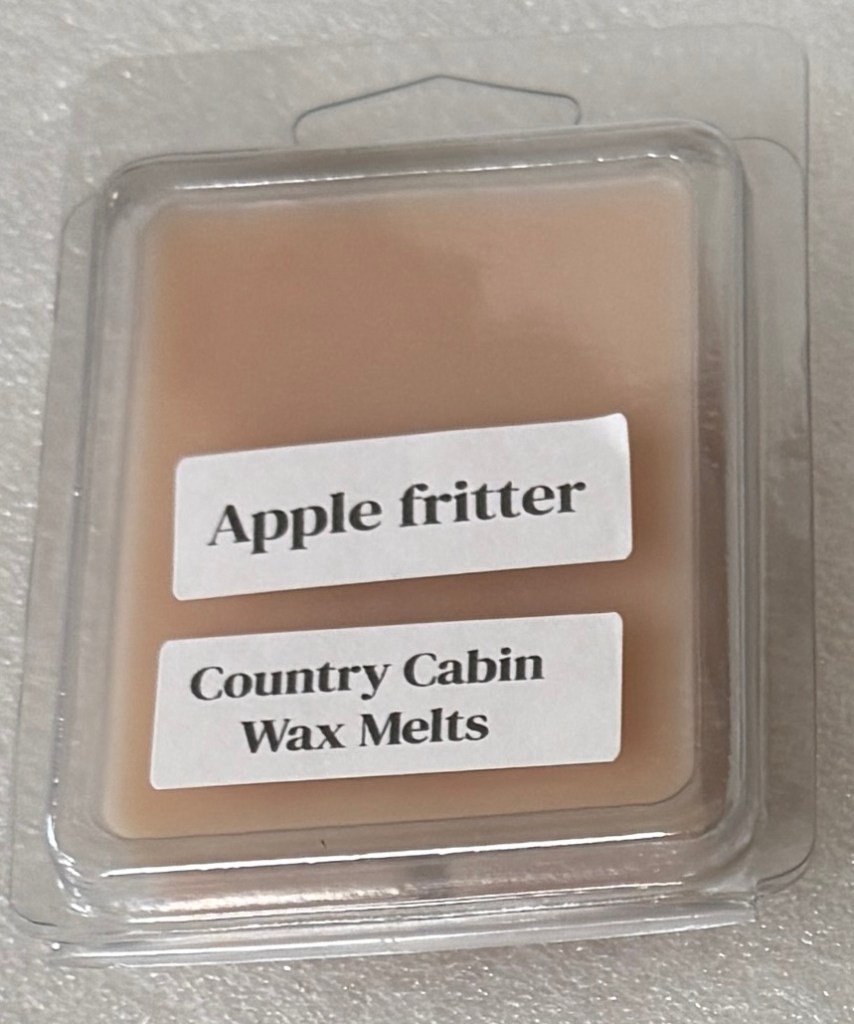 Apple fritter
Country Cabin
Wax Melts